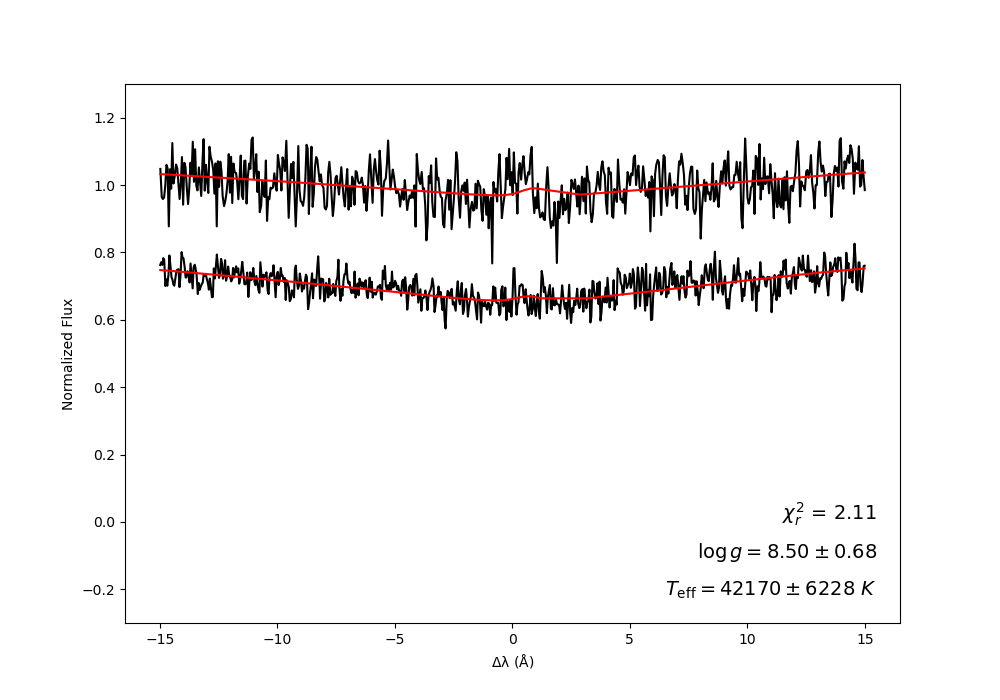 1.2
1.0
0.8
0.6
0.4
0.2
0.0
−0.2
Normalized Flux
χ²ᵣ = 2.11
log g = 8.50 ± 0.68
T_eff = 42170 ± 6228 K
−15 −10 −5 0 5 10 15
Δλ (Å)